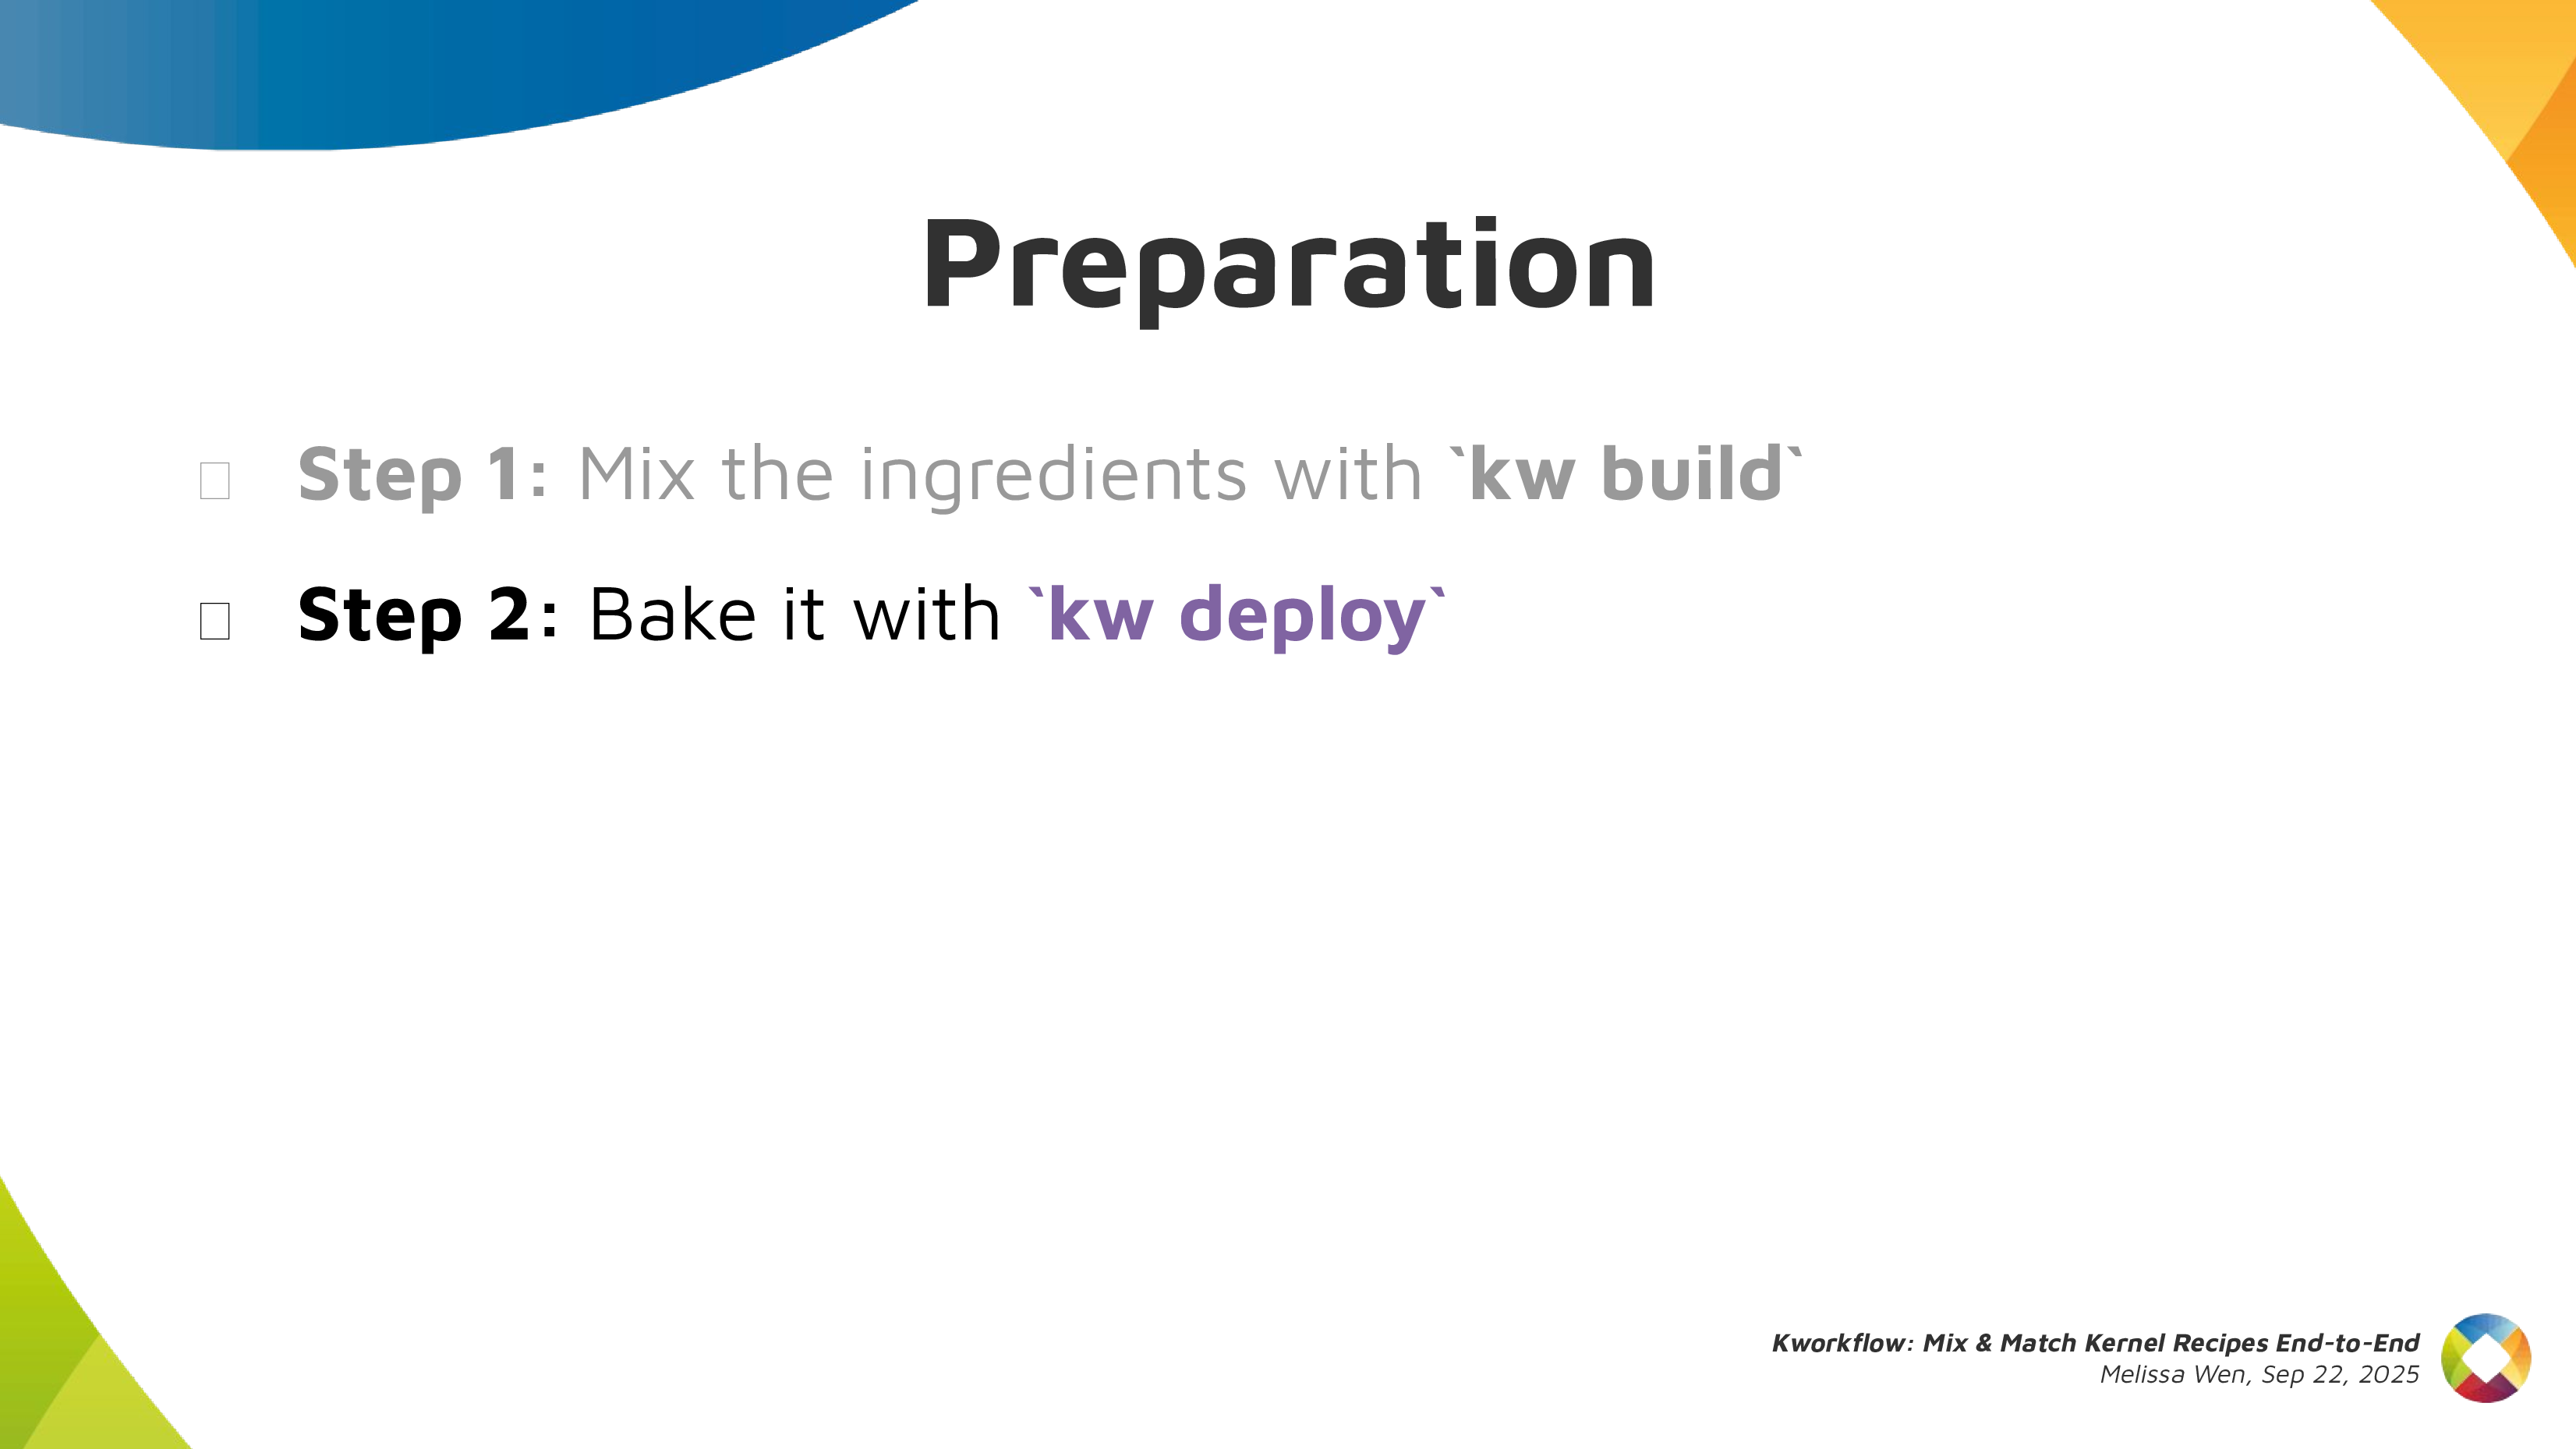 Preparation
Step 1: Mix the ingredients with `kw build`
Step 2: Bake it with `kw deploy`
Kworkflow: Mix & Match Kernel Recipes End-to-End
Melissa Wen, Sep 22, 2025